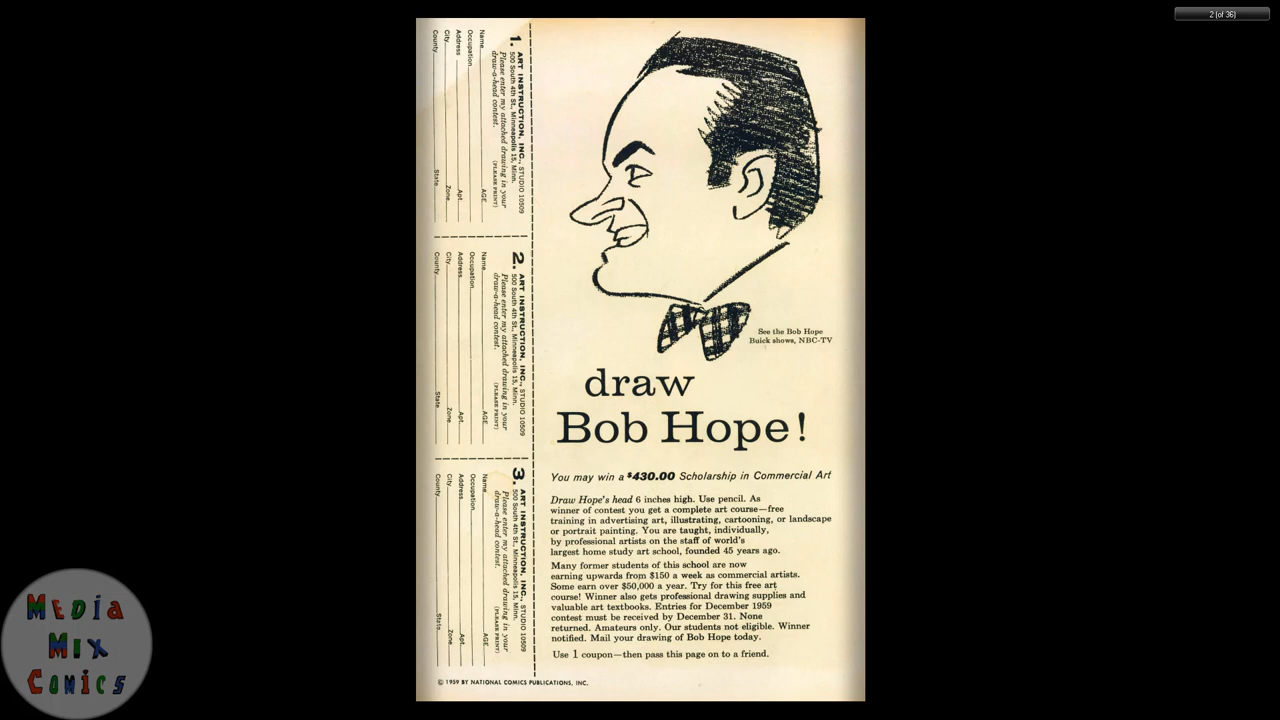 2 (of 36)
1. ART INSTRUCTION, INC., STUDIO 10509
500 South 4th St., Minneapolis 15, Minn.
Please enter my attached drawing in your
draw-a-head contest. (PLEASE PRINT)
Name AGE
Occupation
Address Apt.
City Zone
County State
2. ART INSTRUCTION, INC., STUDIO 10509
500 South 4th St., Minneapolis 15, Minn.
Please enter my attached drawing in your
draw-a-head contest. (PLEASE PRINT)
Name AGE
Occupation
Address Apt.
City Zone
County State
3. ART INSTRUCTION, INC., STUDIO 10509
500 South 4th St., Minneapolis 15, Minn.
Please enter my attached drawing in your
draw-a-head contest. (PLEASE PRINT)
Name AGE
Occupation
Address Apt.
City Zone
County State
See the Bob Hope
Buick shows, NBC-TV
draw
Bob Hope!
You may win a $430.00 Scholarship in Commercial Art
Draw Hope's head 6 inches high. Use pencil. As
winner of contest you get a complete art course—free
training in advertising art, illustrating, cartooning, or landscape
or portrait painting. You are taught, individually,
by professional artists on the staff of world's
largest home study art school, founded 45 years ago.
Many former students of this school are now
earning upwards from $150 a week as commercial artists.
Some earn over $50,000 a year. Try for this free art
course! Winner also gets professional drawing supplies and
valuable art textbooks. Entries for December 1959
contest must be received by December 31. None
returned. Amateurs only. Our students not eligible. Winner
notified. Mail your drawing of Bob Hope today.
Use 1 coupon—then pass this page on to a friend.
© 1959 BY NATIONAL COMICS PUBLICATIONS, INC.
MEDia
Mix
Comics